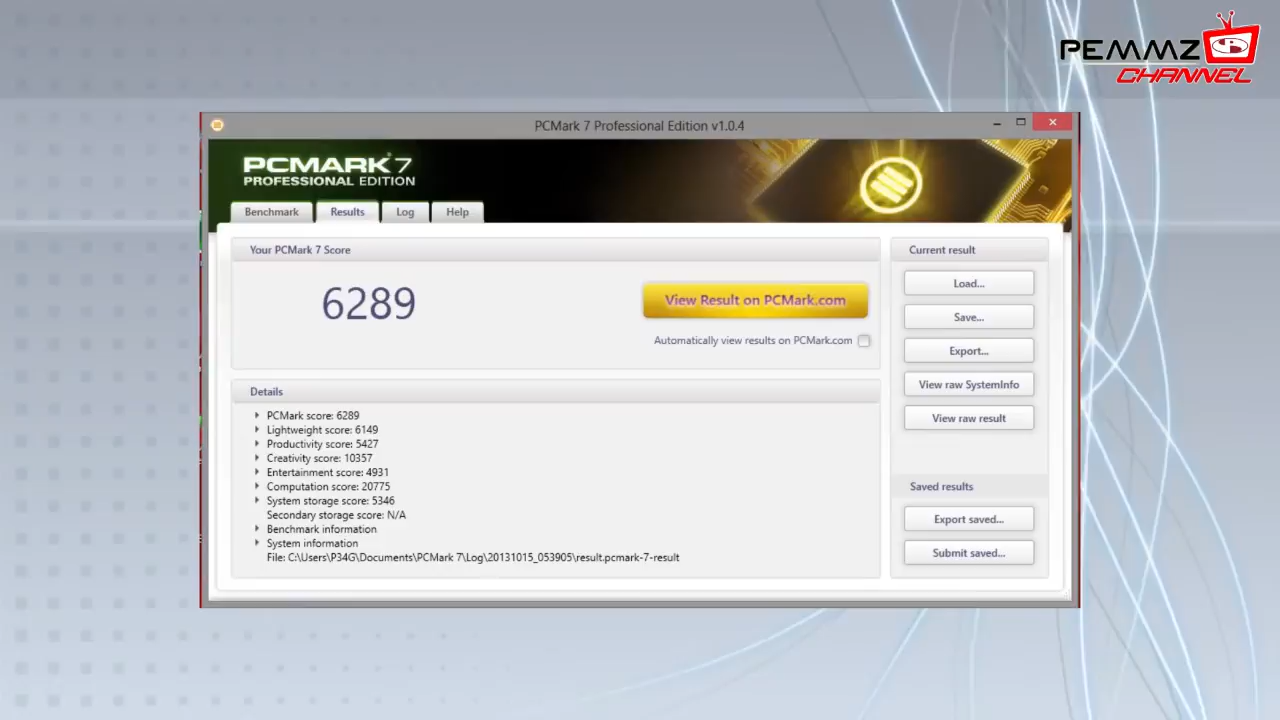 PEMMZ
CHANNEL
PCMark 7 Professional Edition v1.0.4
PCMARK® 7
PROFESSIONAL EDITION
Benchmark Results Log Help
Your PCMark 7 Score
6289
View Result on PCMark.com
Automatically view results on PCMark.com
Details
PCMark score: 6289
Lightweight score: 6149
Productivity score: 5427
Creativity score: 10357
Entertainment score: 4931
Computation score: 20775
System storage score: 5346
Secondary storage score: N/A
Benchmark information
System information
File: C:\Users\P34G\Documents\PCMark 7\Log\20131015_053905\result.pcmark-7-result
Current result
Load...
Save...
Export...
View raw SystemInfo
View raw result
Saved results
Export saved...
Submit saved...